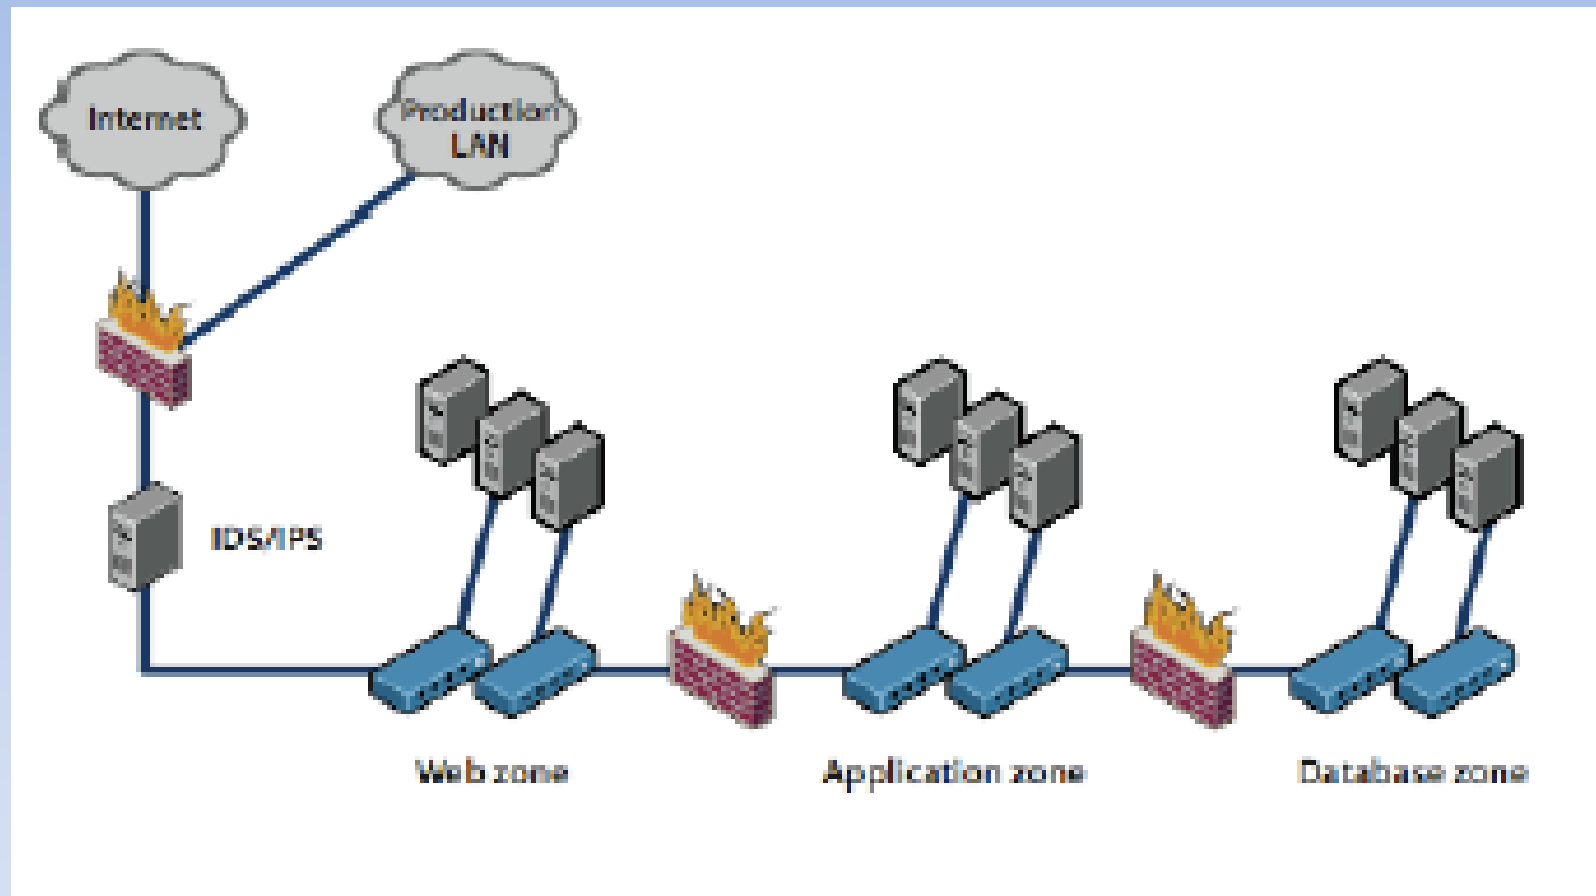 Internet
Production
LAN
IDS/IPS
Web zone
Application zone
Database zone